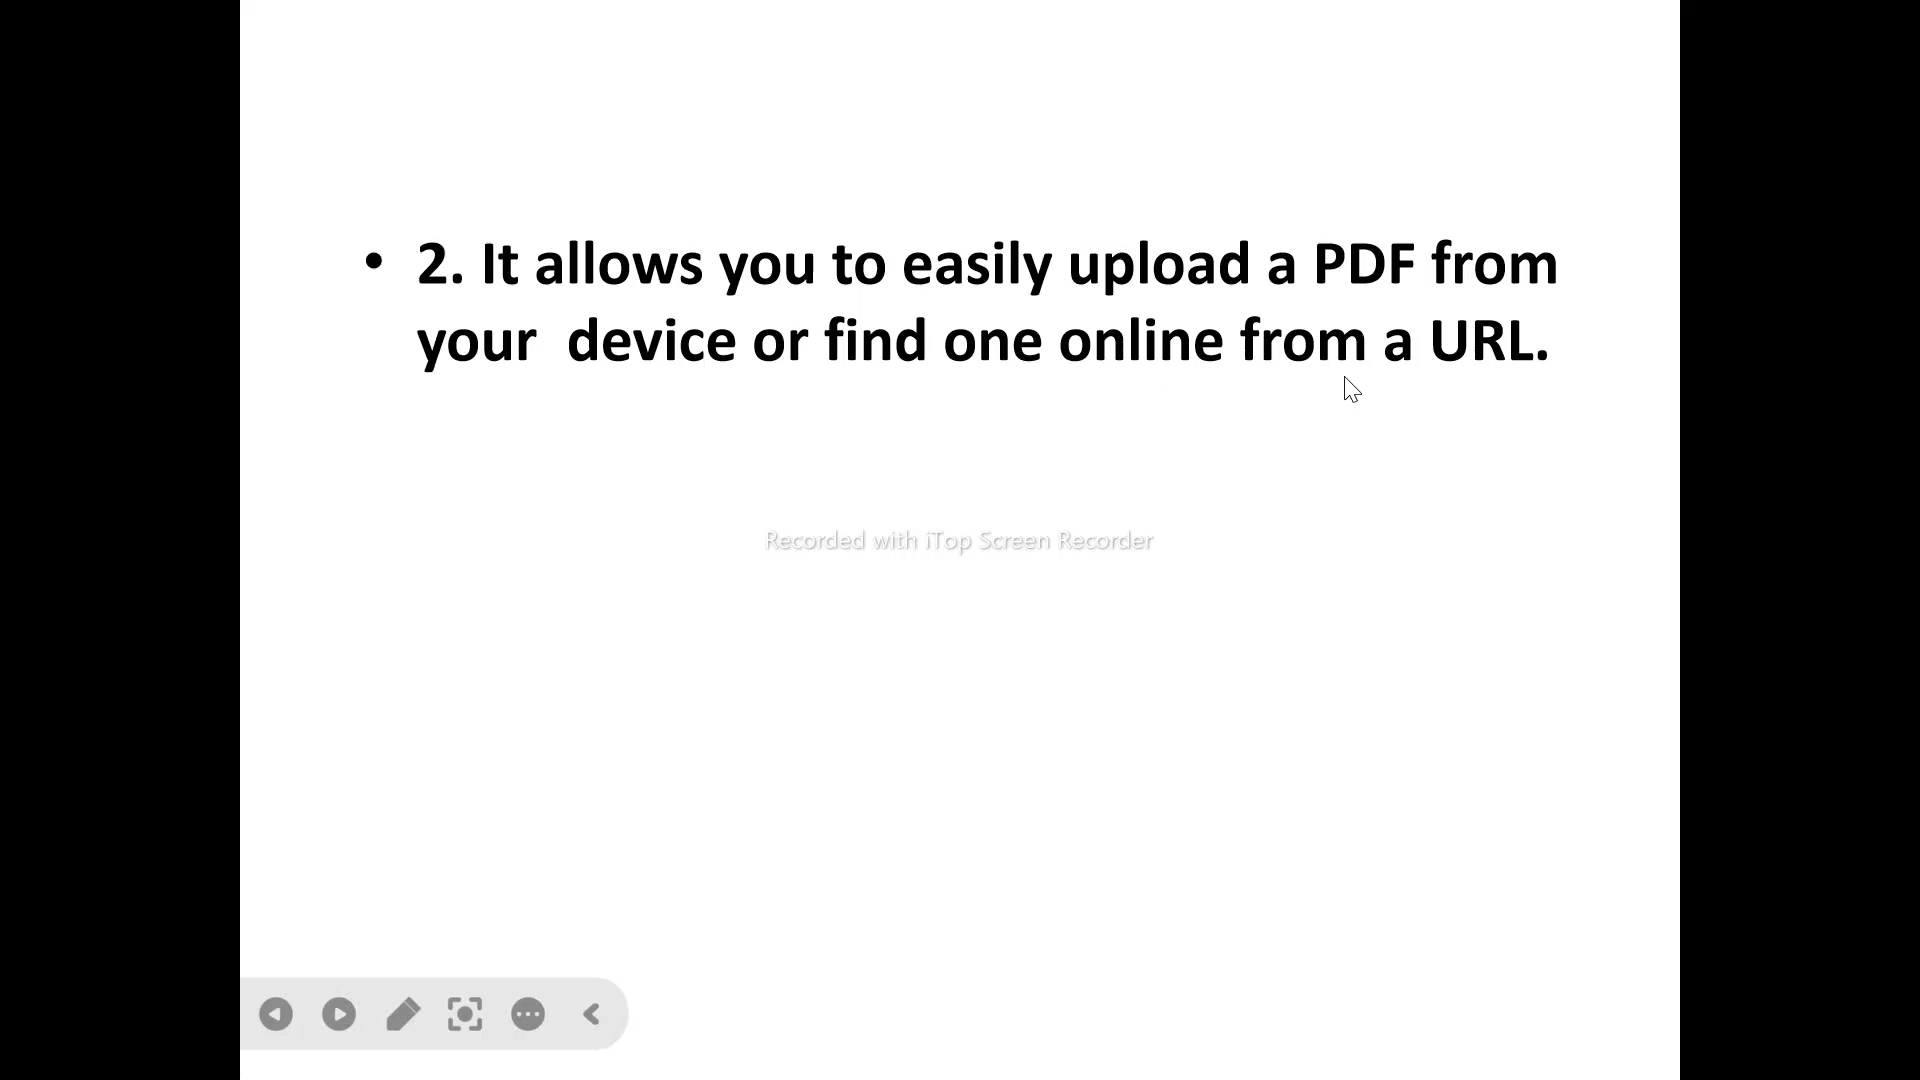 • 2. It allows you to easily upload a PDF from
your  device or find one online from a URL.
Recorded with iTop Screen Recorder